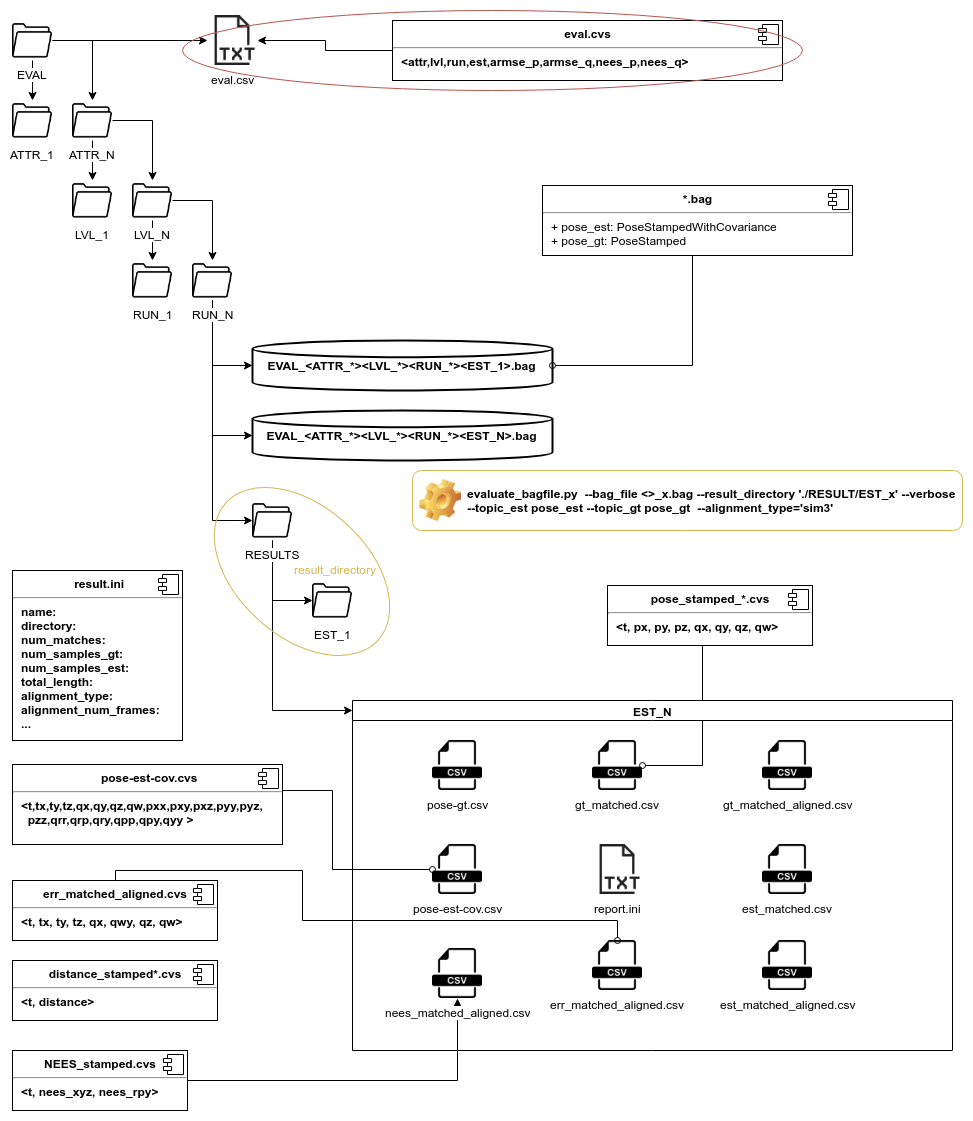 EVAL
TXT
eval.csv
eval.cvs
<attr,lvl,run,est,armse_p,armse_q,nees_p,nees_q>
ATTR_1
ATTR_N
LVL_1
LVL_N
RUN_1
RUN_N
*.bag
+ pose_est: PoseStampedWithCovariance
+ pose_gt: PoseStamped
EVAL_<ATTR_*><LVL_*><RUN_*><EST_1>.bag
EVAL_<ATTR_*><LVL_*><RUN_*><EST_N>.bag
evaluate_bagfile.py --bag_file <>_x.bag --result_directory './RESULT/EST_x' --verbose
--topic_est pose_est --topic_gt pose_gt --alignment_type='sim3'
RESULTS
result_directory
EST_1
result.ini
name:
directory:
num_matches:
num_samples_gt:
num_samples_est:
total_length:
alignment_type:
alignment_num_frames:
...
pose_stamped_*.cvs
<t, px, py, pz, qx, qy, qz, qw>
EST_N
CSV
pose-gt.csv
CSV
gt_matched.csv
CSV
gt_matched_aligned.csv
pose-est-cov.cvs
<t,tx,ty,tz,qx,qy,qz,qw,pxx,pxy,pxz,pyy,pyz,
pzz,qrr,qrp,qry,qpp,qpy,qyy >
CSV
pose-est-cov.csv
TXT
report.ini
CSV
est_matched.csv
err_matched_aligned.cvs
<t, tx, ty, tz, qx, qwy, qz, qw>
distance_stamped*.cvs
<t, distance>
CSV
nees_matched_aligned.csv
CSV
err_matched_aligned.csv
CSV
est_matched_aligned.csv
NEES_stamped.cvs
<t, nees_xyz, nees_rpy>